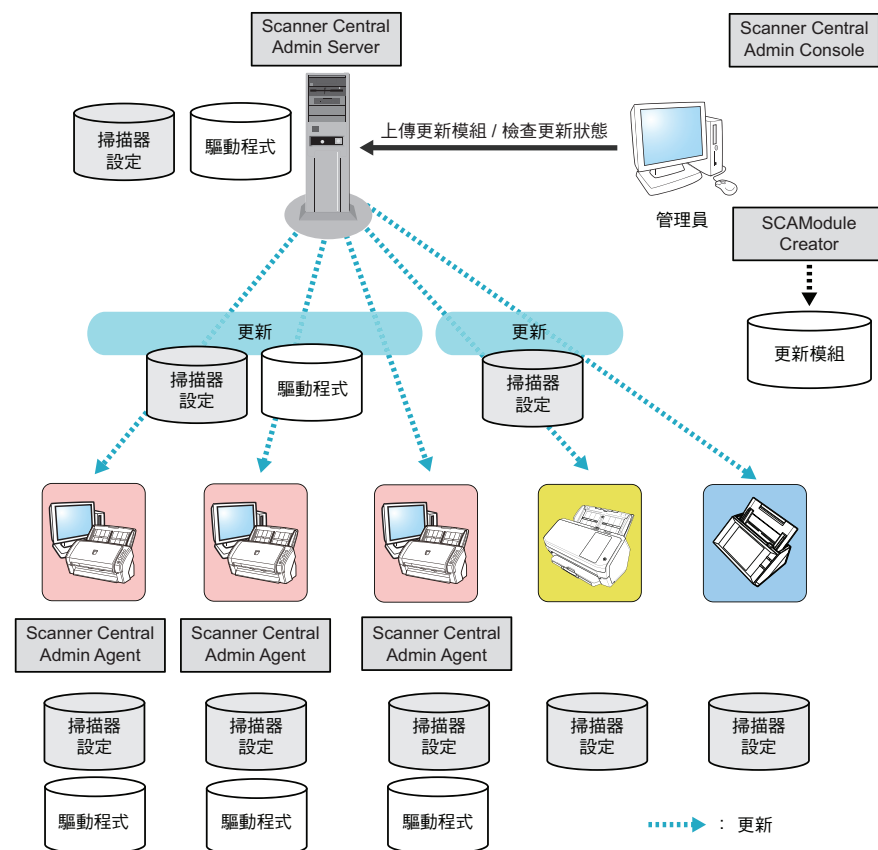 Scanner Central
Admin Server
Scanner Central
Admin Console
掃描器
設定
驅動程式
上傳更新模組 / 檢查更新狀態
管理員
SCAModule
Creator
更新模組
更新
更新
掃描器
設定
驅動程式
掃描器
設定
Scanner Central
Admin Agent
Scanner Central
Admin Agent
Scanner Central
Admin Agent
掃描器
設定
掃描器
設定
掃描器
設定
掃描器
設定
掃描器
設定
驅動程式
驅動程式
驅動程式
： 更新